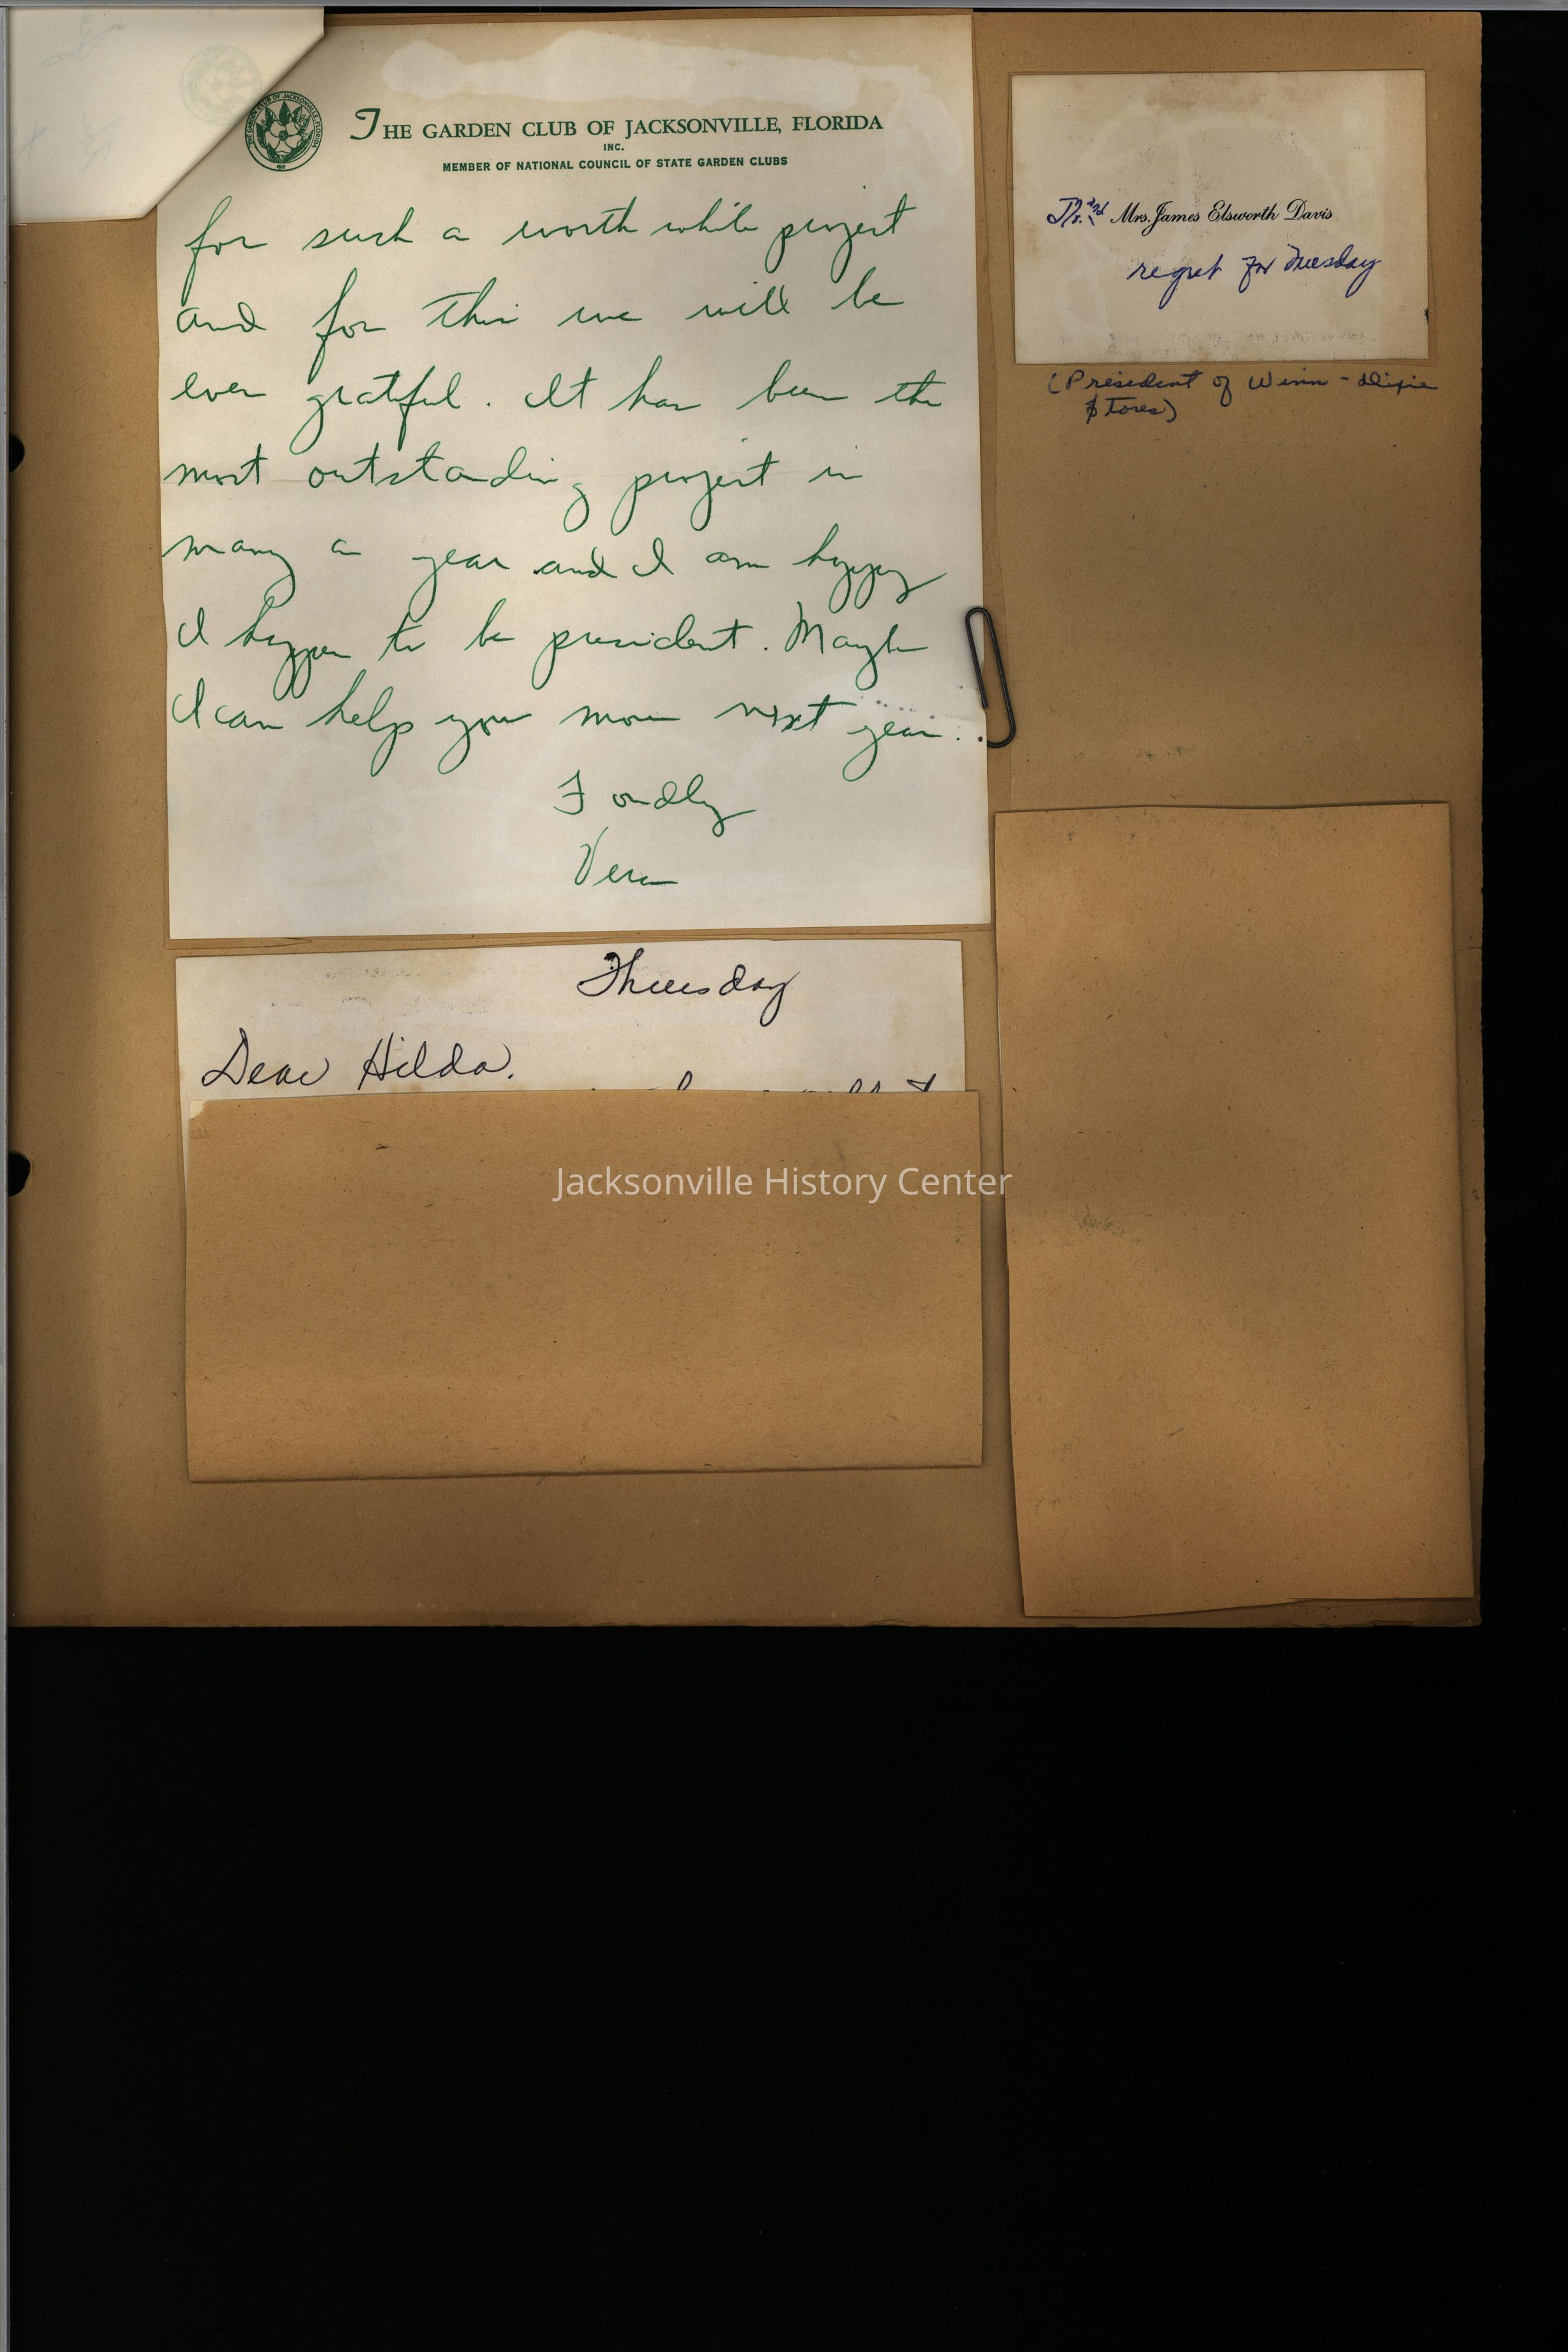 THE GARDEN CLUB OF JACKSONVILLE, FLORIDA
INC.
MEMBER OF NATIONAL COUNCIL OF STATE GARDEN CLUBS
for such a worth while project
and for this we will be
ever grateful. It has been the
most outstanding project in
many a year and I am happy
I happen to be president. Maybe
I can help you more next year.
Fondly
Vera
Mrs. James Elsworth Davis
regret for Tuesday
(President of Winn-Dixie
Stores)
Thursday
Dear Hilda.
Jacksonville History Center